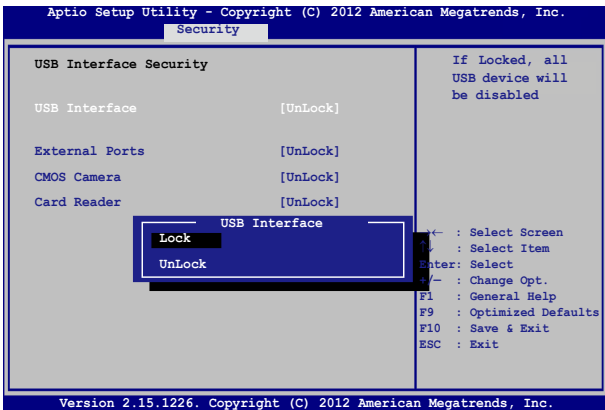 Aptio Setup Utility - Copyright (C) 2012 American Megatrends, Inc.
Security
USB Interface Security
USB Interface [UnLock]
External Ports [UnLock]
CMOS Camera [UnLock]
Card Reader [UnLock]
USB Interface
Lock
UnLock
If Locked, all
USB device will
be disabled
→← : Select Screen
↑↓ : Select Item
Enter: Select
+/— : Change Opt.
F1 : General Help
F9 : Optimized Defaults
F10 : Save & Exit
ESC : Exit
Version 2.15.1226. Copyright (C) 2012 American Megatrends, Inc.